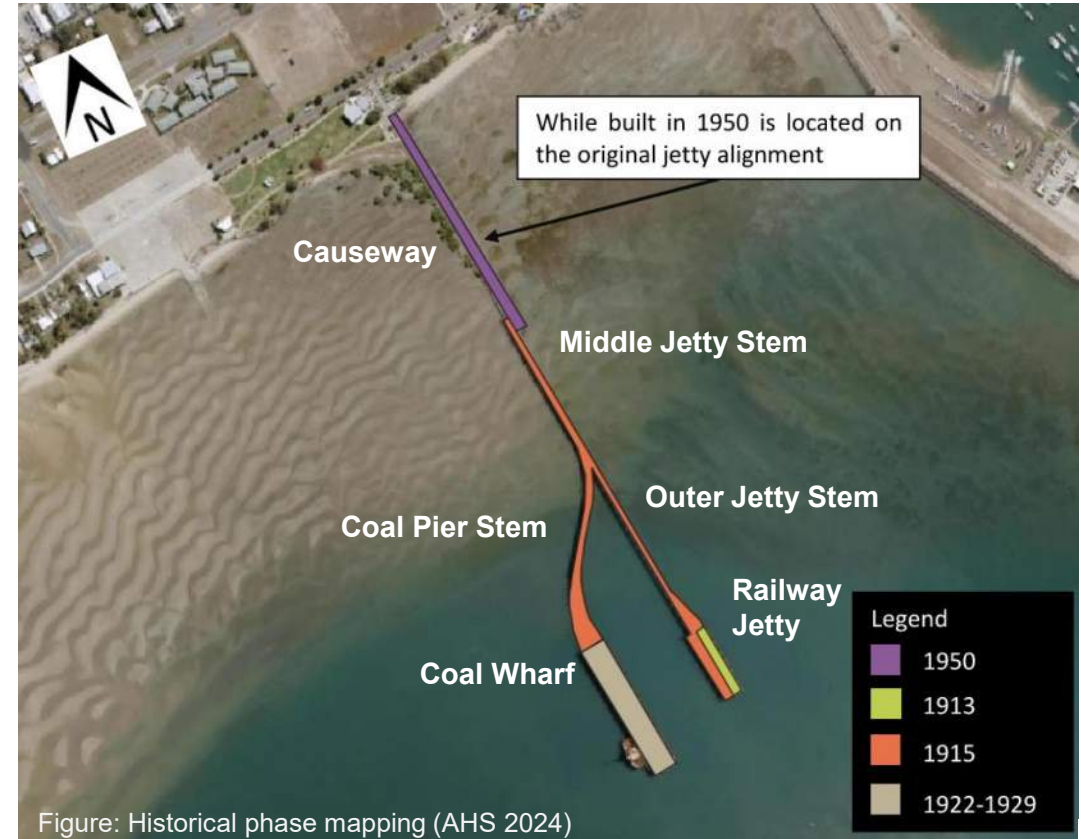 N
While built in 1950 is located on
the original jetty alignment
Causeway
Middle Jetty Stem
Outer Jetty Stem
Coal Pier Stem
Railway
Jetty
Coal Wharf
Legend
1950
1913
1915
1922-1929
Figure: Historical phase mapping (AHS 2024)